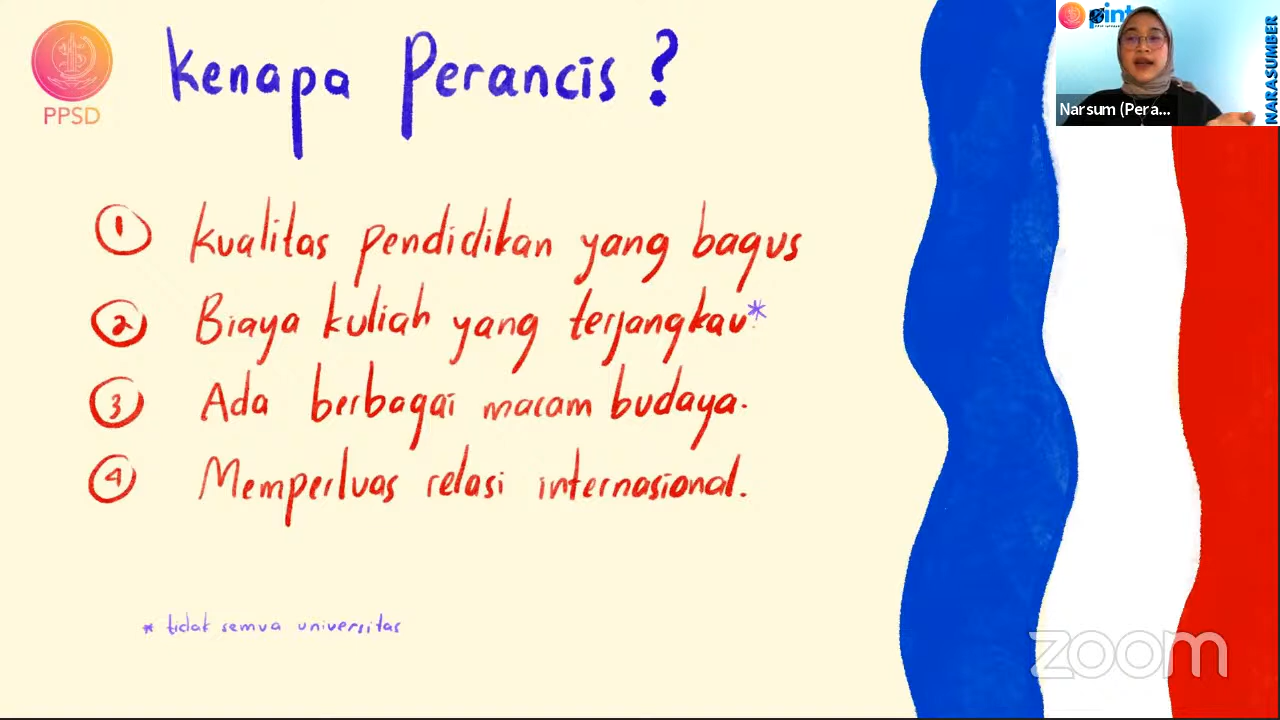 Kenapa Perancis ?
PPSD
1 Kualitas pendidikan yang bagus
2 Biaya kuliah yang terjangkau*
3 Ada berbagai macam budaya.
4 Memperluas relasi internasional.
* tidak semua universitas
Narsum (Pera...
NARASUMBER
zoom